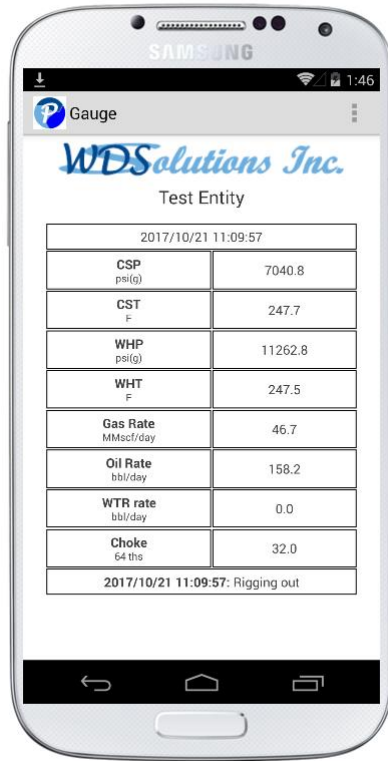 SAMSUNG
1:46
Gauge
WDSolutions Inc.
Test Entity
2017/10/21 11:09:57
CSP
psi(g)
7040.8
CST
F
247.7
WHP
psi(g)
11262.8
WHT
F
247.5
Gas Rate
MMscf/day
46.7
Oil Rate
bbl/day
158.2
WTR rate
bbl/day
0.0
Choke
64 ths
32.0
2017/10/21 11:09:57: Rigging out